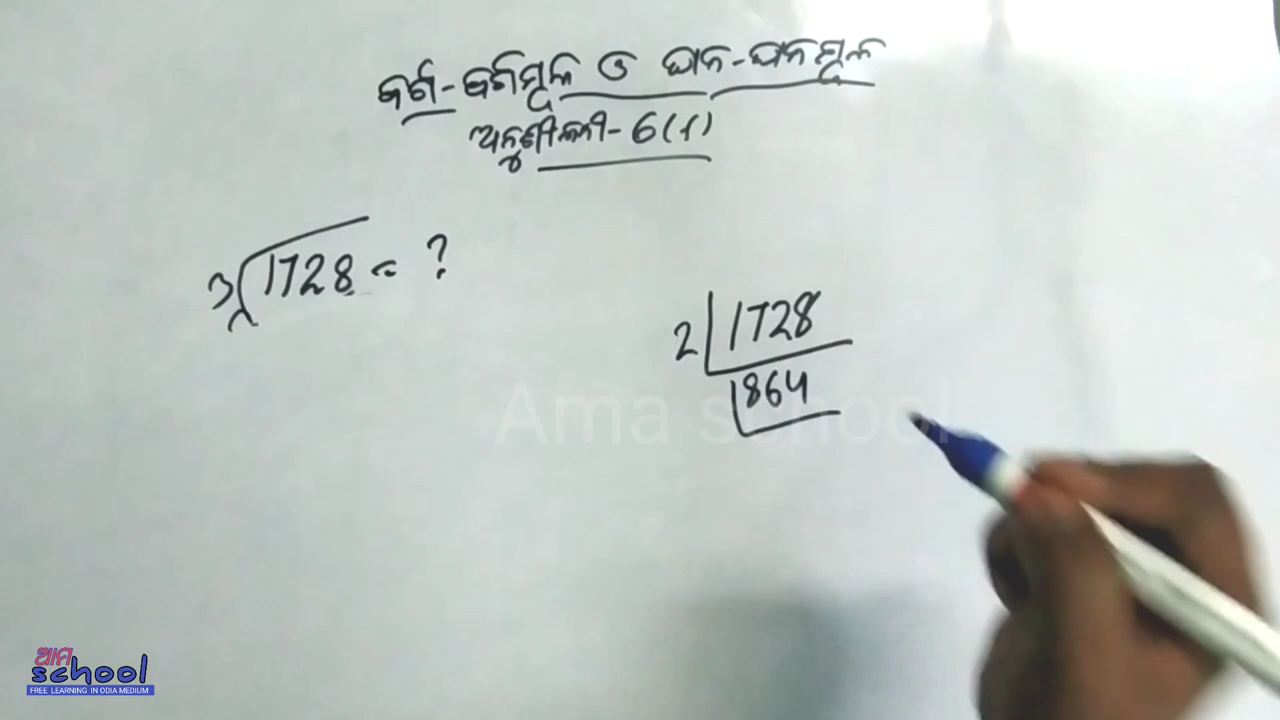 ବର୍ଗ-ବର୍ଗମୂଳ ଓ ଘନ-ଘନମୂଳ
ଅନୁଶୀଳନୀ-6(f)
3√1728 = ?
2 | 1728
864
Ama school
ଆମ
school
FREE LEARNING IN ODIA MEDIUM